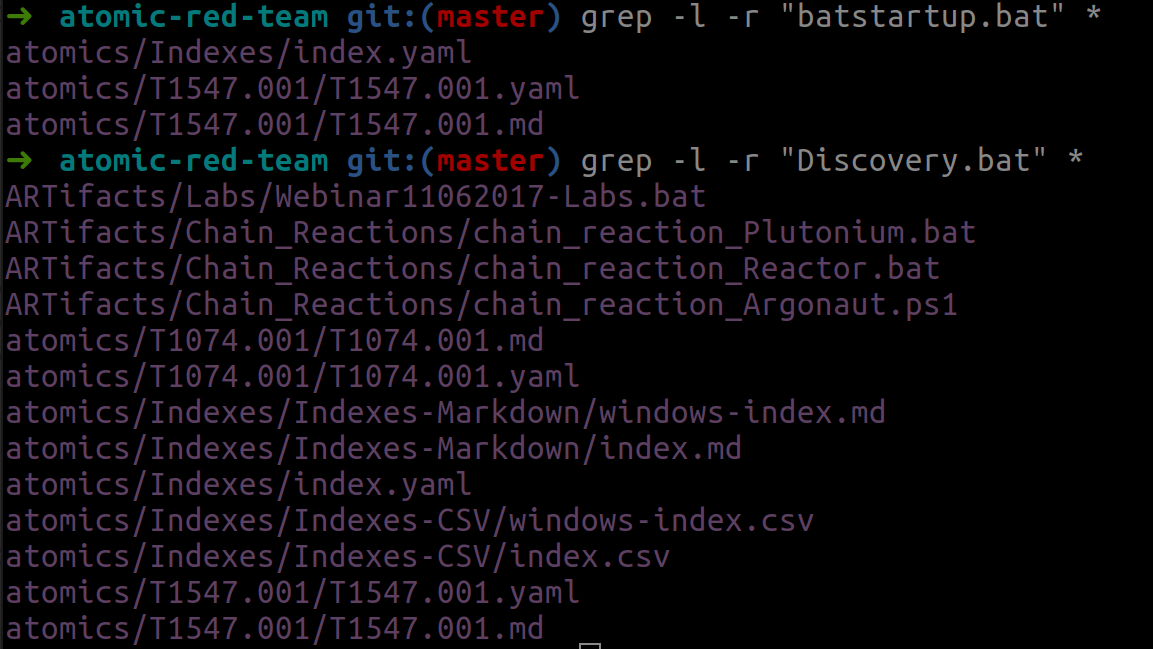 ➜ atomic-red-team git:(master) grep -l -r "batstartup.bat" *
atomics/Indexes/index.yaml
atomics/T1547.001/T1547.001.yaml
atomics/T1547.001/T1547.001.md
➜ atomic-red-team git:(master) grep -l -r "Discovery.bat" *
ARTifacts/Labs/Webinar11062017-Labs.bat
ARTifacts/Chain_Reactions/chain_reaction_Plutonium.bat
ARTifacts/Chain_Reactions/chain_reaction_Reactor.bat
ARTifacts/Chain_Reactions/chain_reaction_Argonaut.ps1
atomics/T1074.001/T1074.001.md
atomics/T1074.001/T1074.001.yaml
atomics/Indexes/Indexes-Markdown/windows-index.md
atomics/Indexes/Indexes-Markdown/index.md
atomics/Indexes/index.yaml
atomics/Indexes/Indexes-CSV/windows-index.csv
atomics/Indexes/Indexes-CSV/index.csv
atomics/T1547.001/T1547.001.yaml
atomics/T1547.001/T1547.001.md